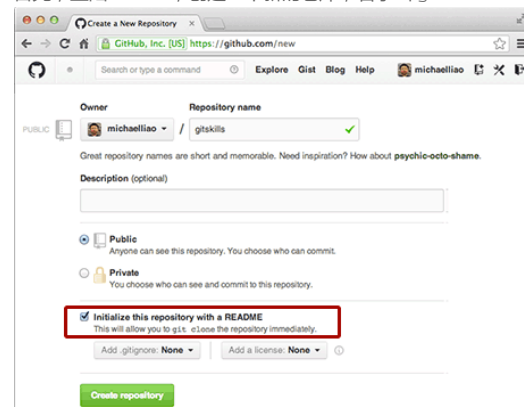 Create a New Repository
GitHub, Inc. [US] https://github.com/new
Search or type a command Explore Gist Blog Help michaelliao
Owner Repository name
PUBLIC michaelliao / gitskills
Great repository names are short and memorable. Need inspiration? How about psychic-octo-shame.
Description (optional)
Public
Anyone can see this repository. You choose who can commit.
Private
You choose who can see and commit to this repository.
Initialize this repository with a README
This will allow you to git clone the repository immediately.
Add .gitignore: None Add a license: None
Create repository